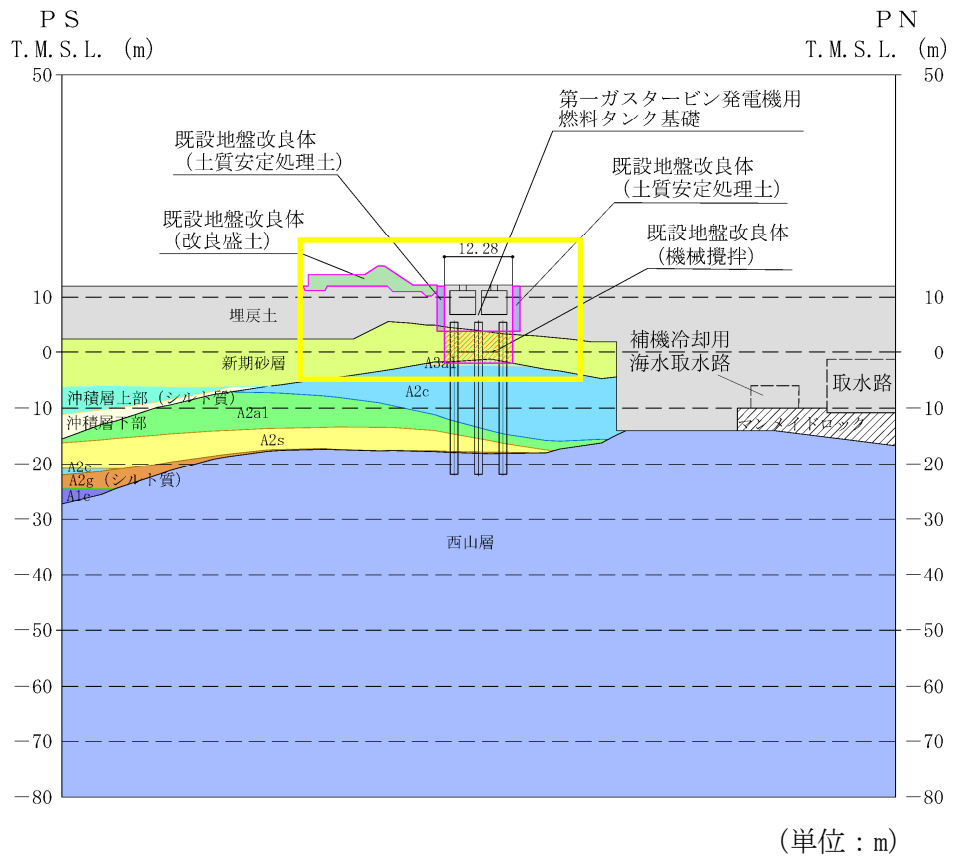 ＰＳ
ＰＮ
T.M.S.L. (m)
T.M.S.L. (m)
50
50
第一ガスタービン発電機用
燃料タンク基礎
既設地盤改良体
(土質安定処理土)
既設地盤改良体
(土質安定処理土)
既設地盤改良体
(改良盛土)
既設地盤改良体
(機械攪拌)
12.28
10
10
埋戻土
補機冷却用
海水取水路
取水路
0
0
新期砂層
A3a1
A2c
沖積層上部(シルト質)
-10
-10
A2a1
沖積層下部
マンメイドロック
A2s
-20
-20
A2c
A2g(シルト質)
A1c
-30
-30
西山層
-40
-40
-50
-50
-60
-60
-70
-70
-80
-80
(単位：m)